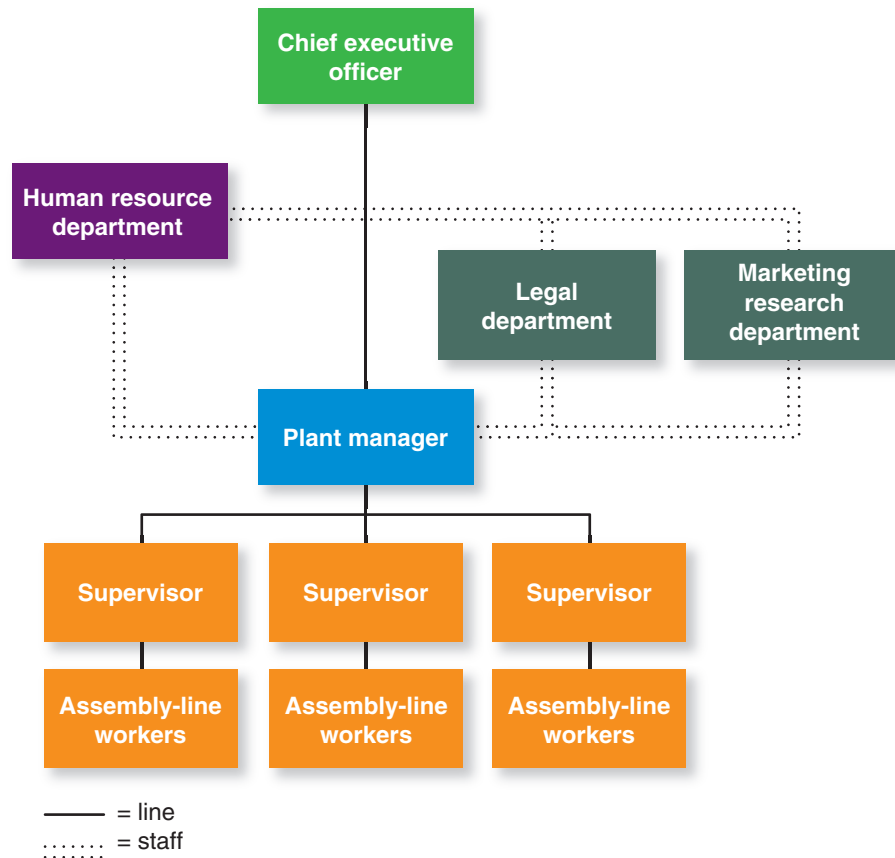 Chief executive
officer
Human resource
department
Legal
department
Marketing
research
department
Plant manager
Supervisor
Supervisor
Supervisor
Assembly-line
workers
Assembly-line
workers
Assembly-line
workers
= line
= staff